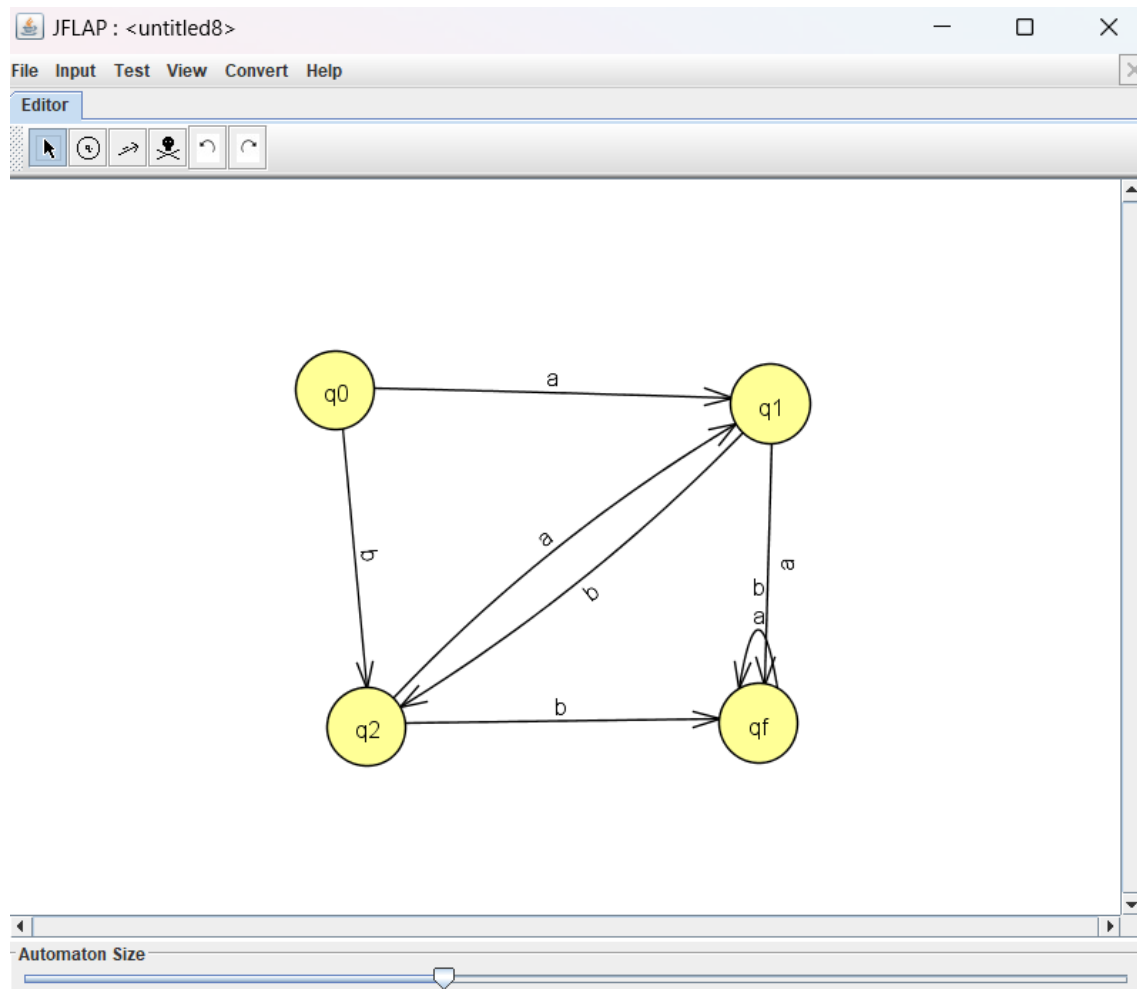 JFLAP : <untitled8>
File Input Test View Convert Help
Editor
a
q0
q1
a
b
a
b
b
a
b
q2
qf
Automaton Size